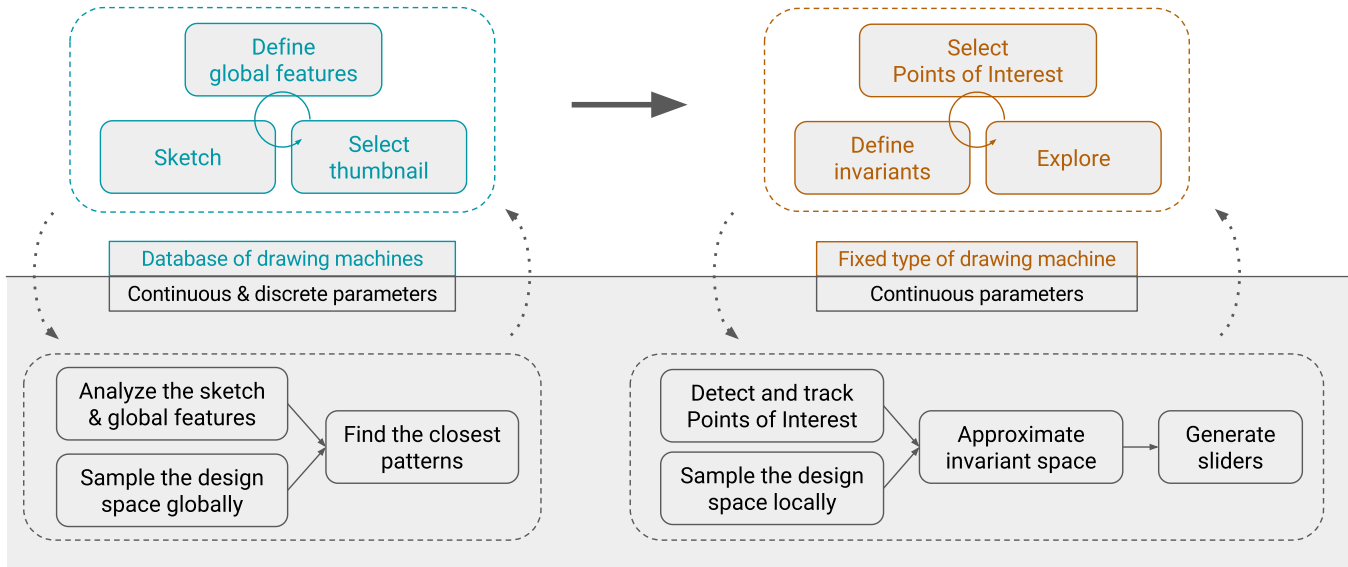 Define
global features
Sketch
Select
thumbnail
Database of drawing machines
Continuous & discrete parameters
Analyze the sketch
& global features
Sample the design
space globally
Find the closest
patterns
Select
Points of Interest
Define
invariants
Explore
Fixed type of drawing machine
Continuous parameters
Detect and track
Points of Interest
Sample the design
space locally
Approximate
invariant space
Generate
sliders